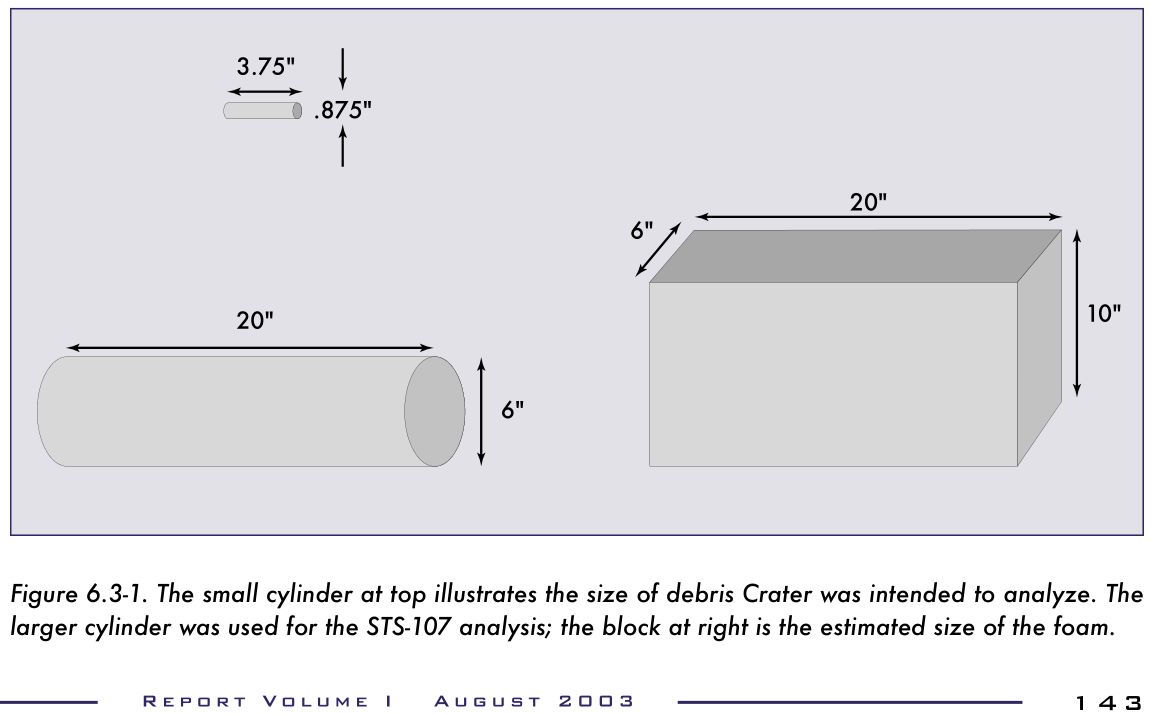 3.75"
.875"
20"
6"
10"
20"
6"
Figure 6.3-1. The small cylinder at top illustrates the size of debris Crater was intended to analyze. The
larger cylinder was used for the STS-107 analysis; the block at right is the estimated size of the foam.
REPORT VOLUME I AUGUST 2003 143